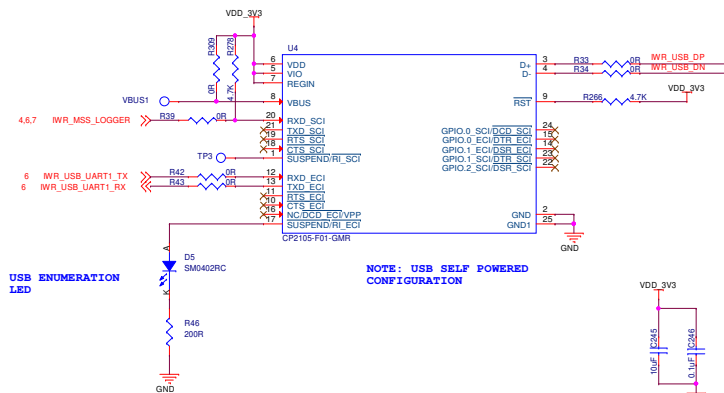 VDD_3V3
U4
R309
0R
R278
4.7K
6 VDD
5 VIO
7 REGIN
D+ 3 R33 0R IWR_USB_DP
D- 4 R34 0R IWR_USB_DN
VDD_3V3
VBUS1
8 VBUS
RST 9 R266 4.7K
4,6,7 IWR_MSS_LOGGER R39 0R 20 RXD_SCI
21 TXD_SCI
19 RTS_SCI
18 CTS_SCI
TP3 1 SUSPEND/RI_SCI
GPIO.0_SCI/DCD_SCI 24
GPIO.0_ECI/DTR_ECI 15
GPIO.1_ECI/DSR_ECI 14
GPIO.1_SCI/DTR_SCI 23
GPIO.2_SCI/DSR_SCI 22
6 IWR_USB_UART1_TX R42 0R 12 RXD_ECI
6 IWR_USB_UART1_RX R43 0R 13 TXD_ECI
11 RTS_ECI
10 CTS_ECI
16 NC/DCD_ECI/VPP
17 SUSPEND/RI_ECI
GND 2
GND1 25
CP2105-F01-GMR
GND
A
D5
SM0402RC
K
USB ENUMERATION
LED
NOTE: USB SELF POWERED
CONFIGURATION
R46
200R
GND
VDD_3V3
C245
10uF
C246
0.1uF